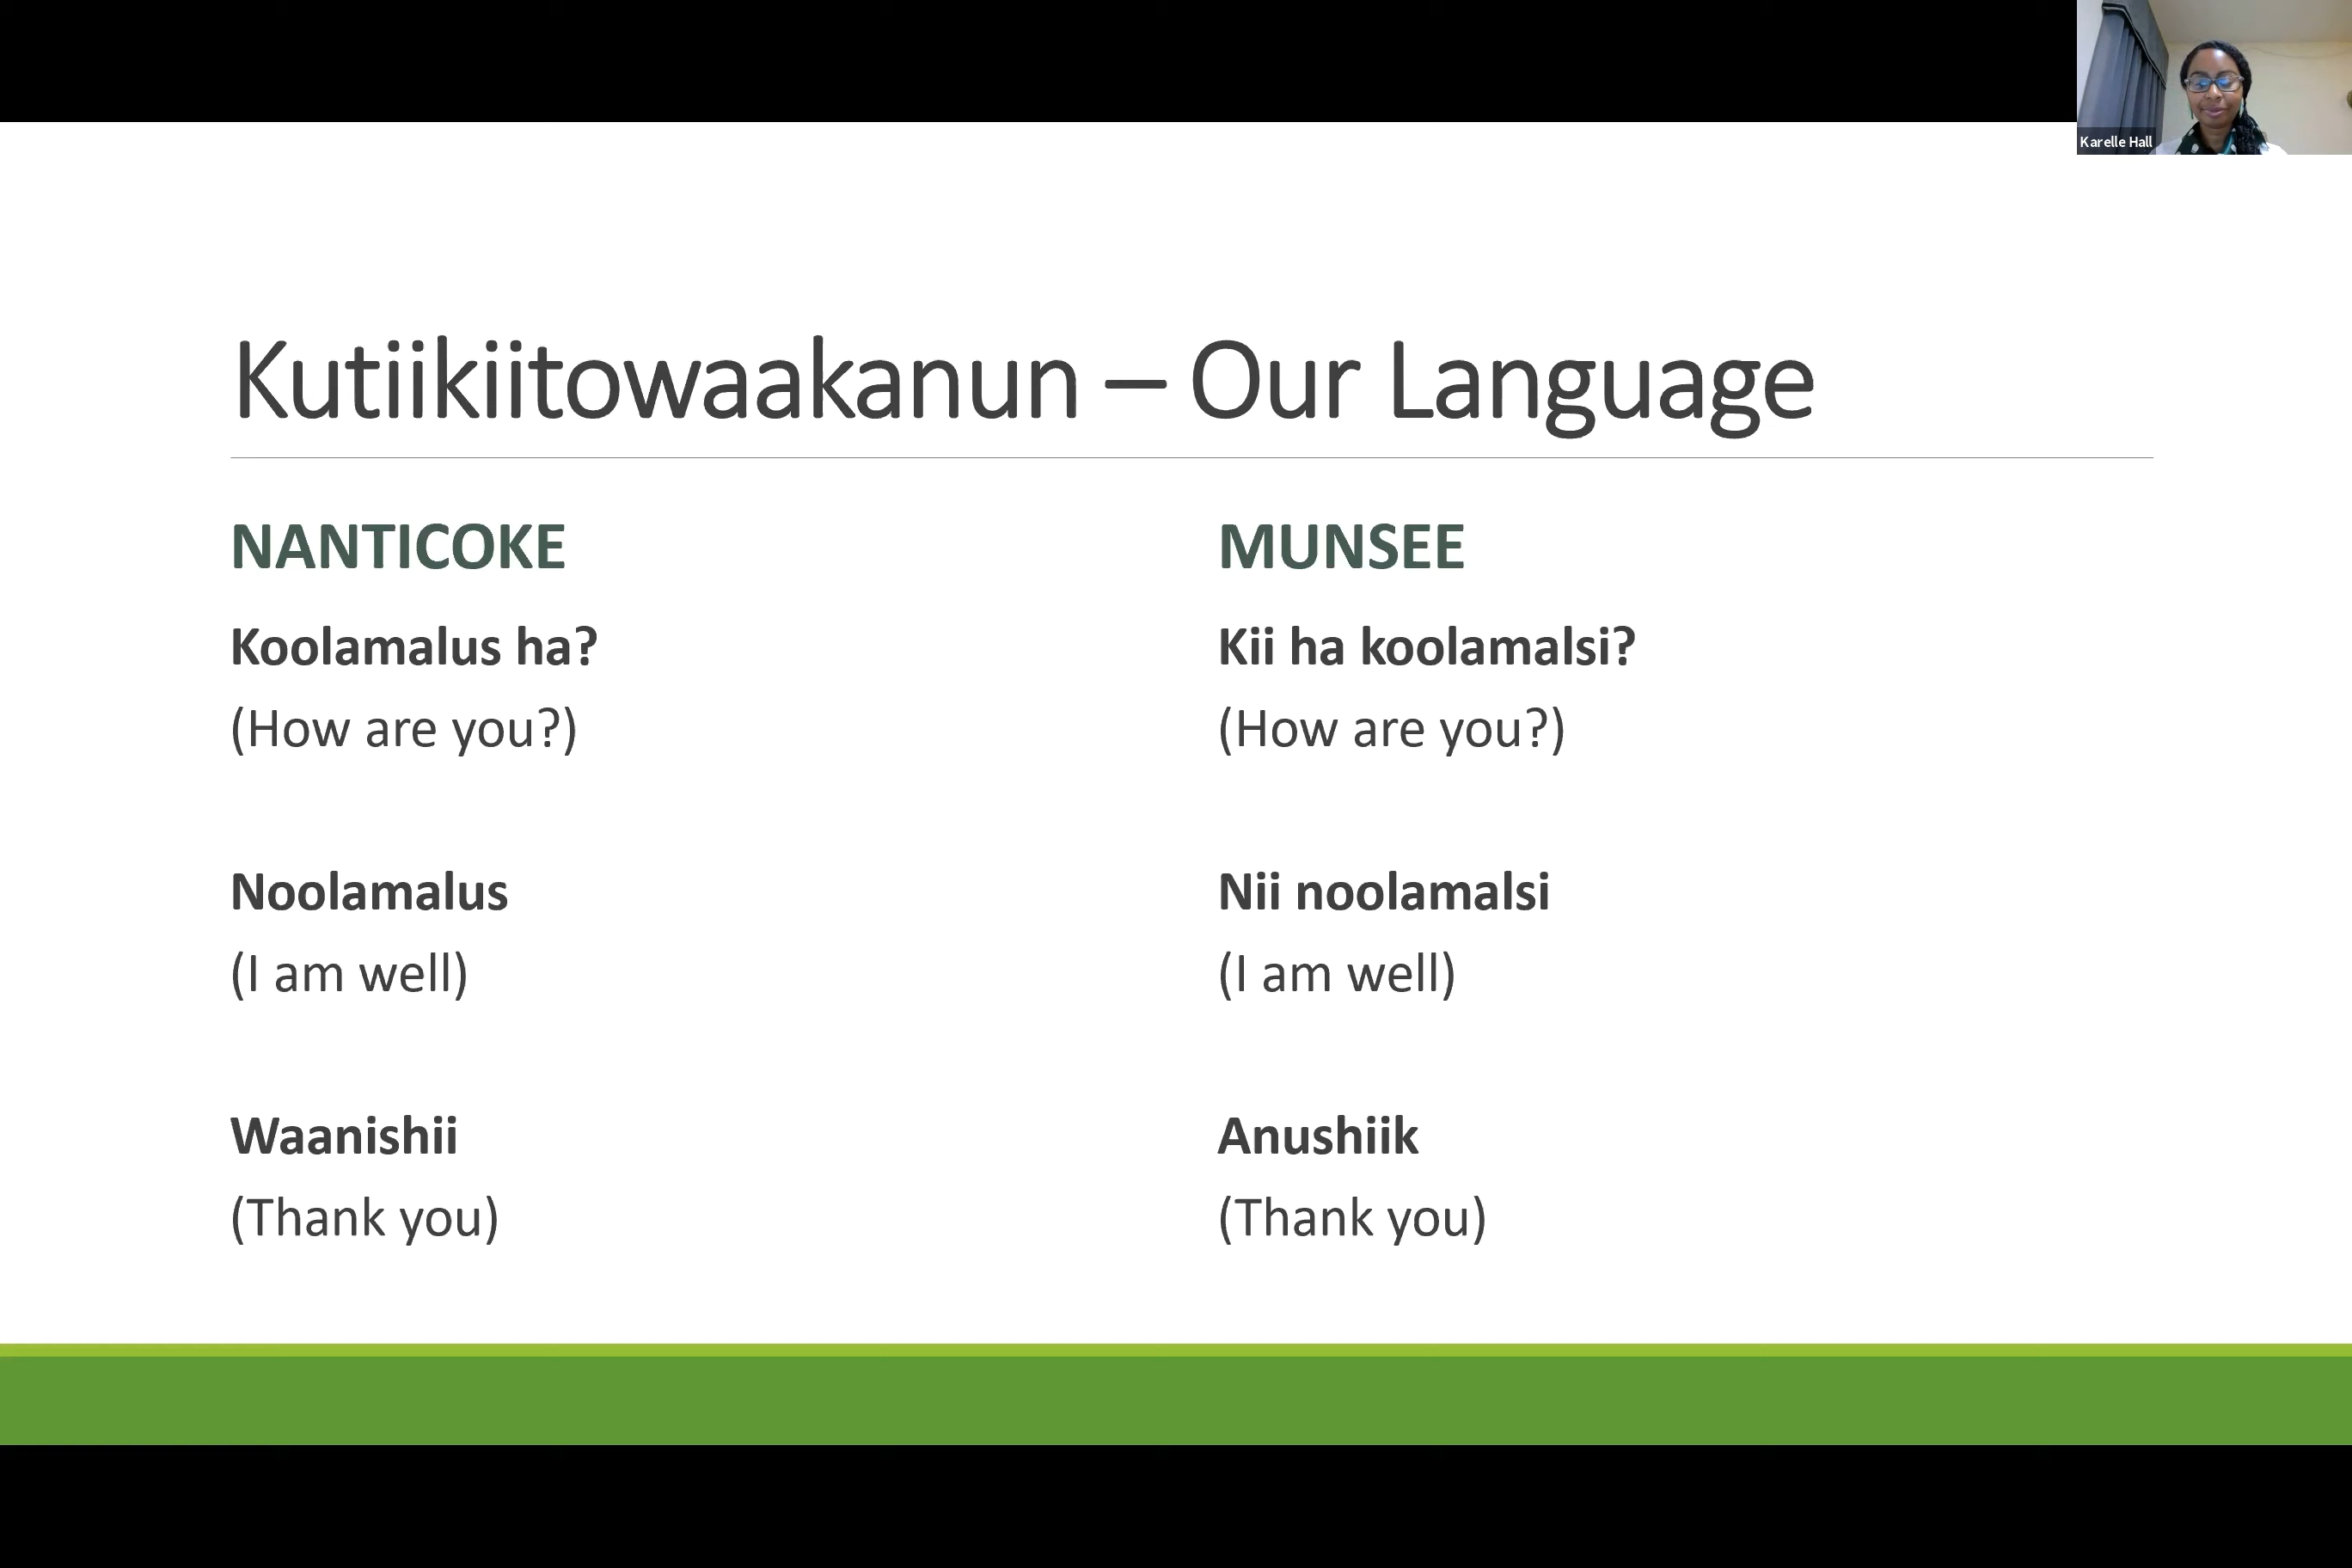 Karelle Hall
Kutiikiitowaakanun – Our Language
NANTICOKE
Koolamalus ha?
(How are you?)
Noolamalus
(I am well)
Waanishii
(Thank you)
MUNSEE
Kii ha koolamalsi?
(How are you?)
Nii noolamalsi
(I am well)
Anushiik
(Thank you)